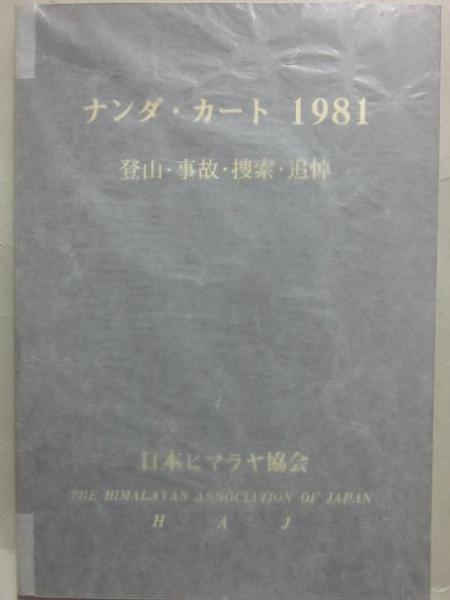 ナンダ・カート 1981
登山・事故・捜索・追悼
日本ヒマラヤ協会
THE HIMALAYAN ASSOCIATION OF JAPAN
H A J